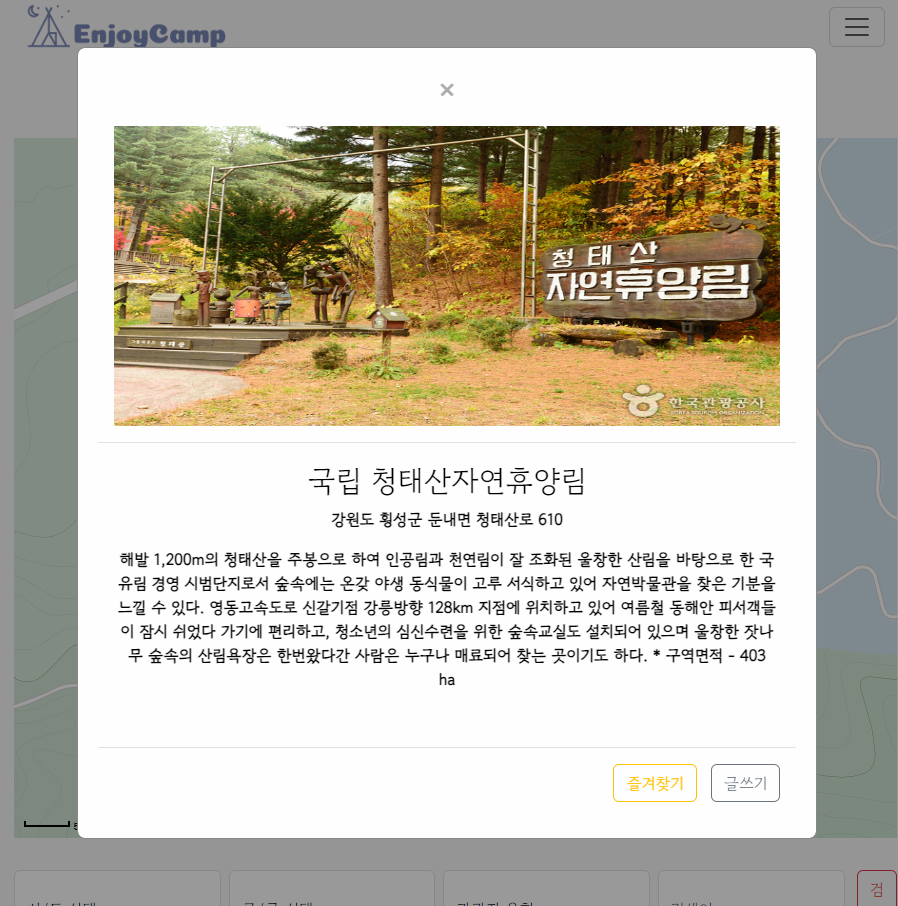 EnjoyCamp
×
청태산
자연휴양림
한국관광공사
KOREA TOURISM ORGANIZATION
국립 청태산자연휴양림
강원도 횡성군 둔내면 청태산로 610
해발 1,200m의 청태산을 주봉으로 하여 인공림과 천연림이 잘 조화된 울창한 산림을 바탕으로 한 국
유림 경영 시범단지로서 숲속에는 온갖 야생 동식물이 고루 서식하고 있어 자연박물관을 찾은 기분을
느낄 수 있다. 영동고속도로 신갈기점 강릉방향 128km 지점에 위치하고 있어 여름철 동해안 피서객들
이 잠시 쉬었다 가기에 편리하고, 청소년의 심신수련을 위한 숲속교실도 설치되어 있으며 울창한 잣나
무 숲속의 산림욕장은 한번왔다간 사람은 누구나 매료되어 찾는 곳이기도 하다. * 구역면적 - 403
ha
즐겨찾기
글쓰기
검